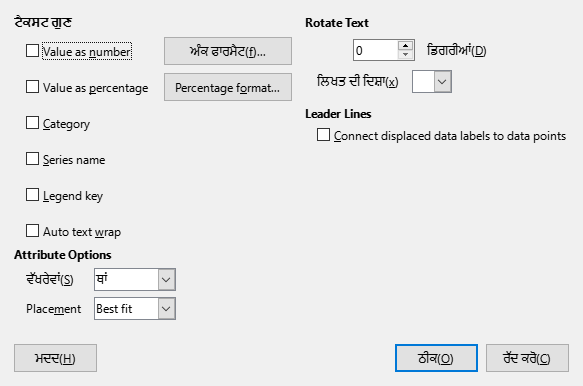 ਟੈਕਸਟ ਗੁਣ
Value as number
ਅੰਕ ਫਾਰਮੈਟ(f)...
Value as percentage
Percentage format...
Category
Series name
Legend key
Auto text wrap
Attribute Options
ਵੱਖਰੇਵਾਂ(S)
ਥਾਂ
Placement
Best fit
Rotate Text
0
ਡਿਗਰੀਆਂ(D)
ਲਿਖਤ ਦੀ ਦਿਸ਼ਾ(x)
Leader Lines
Connect displaced data labels to data points
ਮਦਦ(H)
ਠੀਕ(O)
ਰੱਦ ਕਰੋ(C)